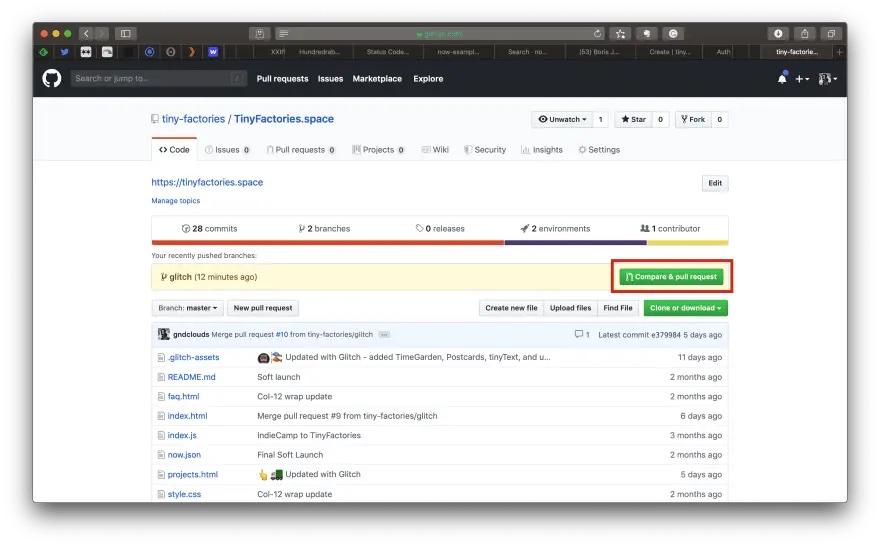 github.com
XXIII Hundredrab... Status Code... now-exampl... Search - no... (53) Boris J... Create | tiny... Auth tiny-factorie...
Search or jump to... / Pull requests Issues Marketplace Explore
tiny-factories / TinyFactories.space Unwatch 1 Star 0 Fork 0
Code Issues 0 Pull requests 0 Projects 0 Wiki Security Insights Settings
https://tinyfactories.space Edit
Manage topics
28 commits 2 branches 0 releases 2 environments 1 contributor
Your recently pushed branches:
glitch (12 minutes ago) Compare & pull request
Branch: master New pull request Create new file Upload files Find File Clone or download
gndclouds Merge pull request #10 from tiny-factories/glitch ... 1 Latest commit e379984 5 days ago
.glitch-assets Updated with Glitch - added TimeGarden, Postcards, tinyText, and u... 11 days ago
README.md Soft launch 2 months ago
faq.html Col-12 wrap update 2 months ago
index.html Merge pull request #9 from tiny-factories/glitch 6 days ago
index.js IndieCamp to TinyFactories 3 months ago
now.json Final Soft Launch 2 months ago
projects.html Updated with Glitch 5 days ago
style.css Col-12 wrap update 2 months ago